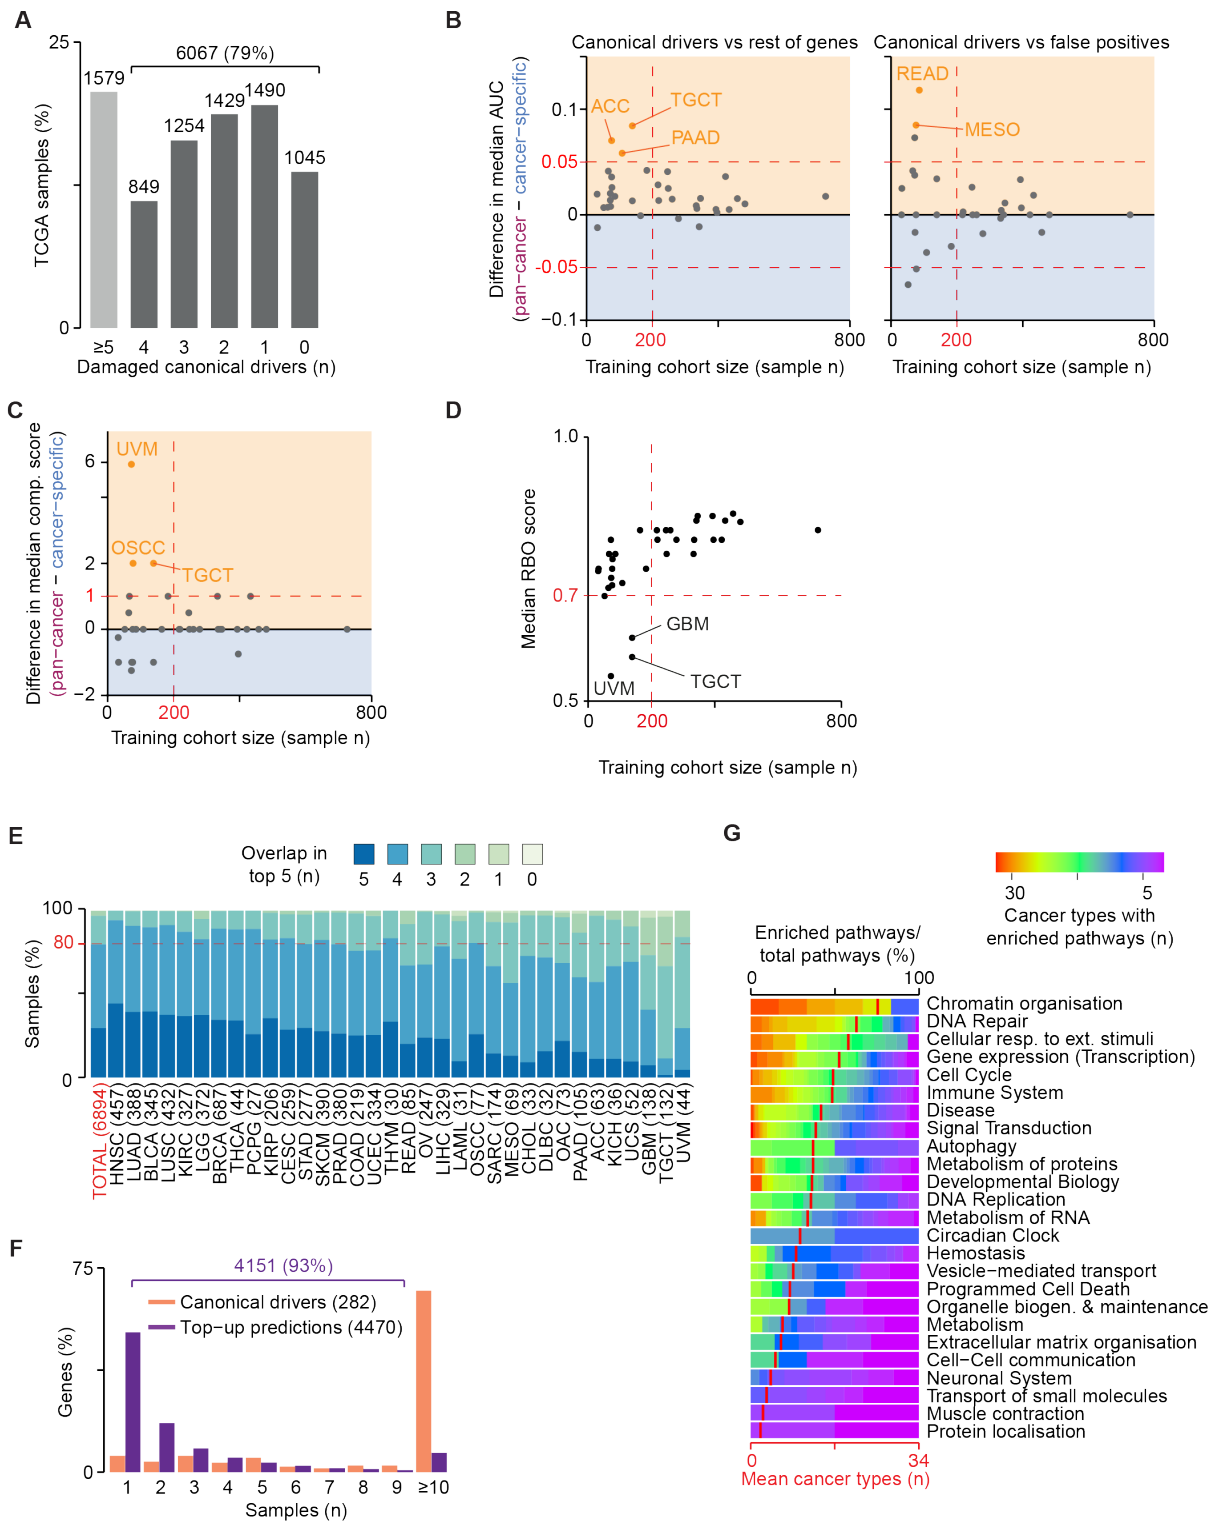 A
25
6067 (79%)
1579
849
1254
1429
1490
1045
0
TCGA samples (%)
≥5 4 3 2 1 0
Damaged canonical drivers (n)
B
Canonical drivers vs rest of genes
Canonical drivers vs false positives
Difference in median AUC
(pan−cancer − cancer−specific)
0.1
0.05
0
-0.05
−0.1
ACC
TGCT
PAAD
READ
MESO
0 200 800
0 200 800
Training cohort size (sample n)
Training cohort size (sample n)
C
Difference in median comp. score
(pan−cancer − cancer−specific)
6
2
1
0
−2
UVM
OSCC
TGCT
0 200 800
Training cohort size (sample n)
D
Median RBO score
1.0
0.7
0.5
GBM
TGCT
UVM
0 200 800
Training cohort size (sample n)
E
Overlap in
top 5 (n)
5 4 3 2 1 0
Samples (%)
100
80
0
TOTAL (6894)
HNSC (457)
LUAD (388)
BLCA (345)
LUSC (432)
KIRC (327)
LGG (372)
BRCA (687)
THCA (44)
PCPG (27)
KIRP (206)
CESC (259)
STAD (277)
SKCM (390)
PRAD (380)
COAD (219)
UCEC (334)
THYM (30)
READ (85)
OV (247)
LIHC (329)
LAML (31)
OSCC (77)
SARC (174)
MESO (69)
CHOL (33)
DLBC (32)
OAC (73)
PAAD (105)
ACC (63)
KICH (36)
UCS (52)
GBM (138)
TGCT (132)
UVM (44)
F
75
0
Genes (%)
4151 (93%)
Canonical drivers (282)
Top−up predictions (4470)
1 2 3 4 5 6 7 8 9 ≥10
Samples (n)
G
30 5
Cancer types with
enriched pathways (n)
Enriched pathways/
total pathways (%)
0 100
Chromatin organisation
DNA Repair
Cellular resp. to ext. stimuli
Gene expression (Transcription)
Cell Cycle
Immune System
Disease
Signal Transduction
Autophagy
Metabolism of proteins
Developmental Biology
DNA Replication
Metabolism of RNA
Circadian Clock
Hemostasis
Vesicle−mediated transport
Programmed Cell Death
Organelle biogen. & maintenance
Metabolism
Extracellular matrix organisation
Cell−Cell communication
Neuronal System
Transport of small molecules
Muscle contraction
Protein localisation
0 34
Mean cancer types (n)